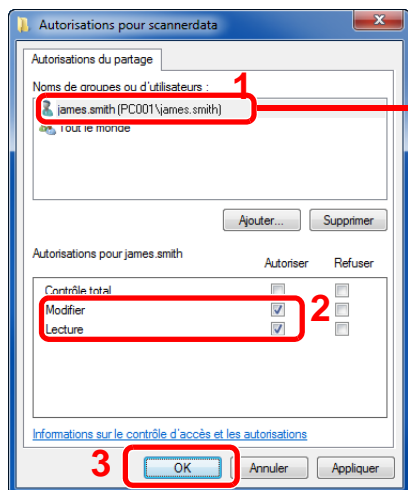 Autorisations pour scannerdata
Autorisations du partage
Noms de groupes ou d'utilisateurs :
1
james.smith (PC001\james.smith)
Tout le monde
Ajouter... Supprimer
Autorisations pour james.smith Autoriser Refuser
Contrôle total
Modifier
2
Lecture
Informations sur le contrôle d'accès et les autorisations
3
OK Annuler Appliquer